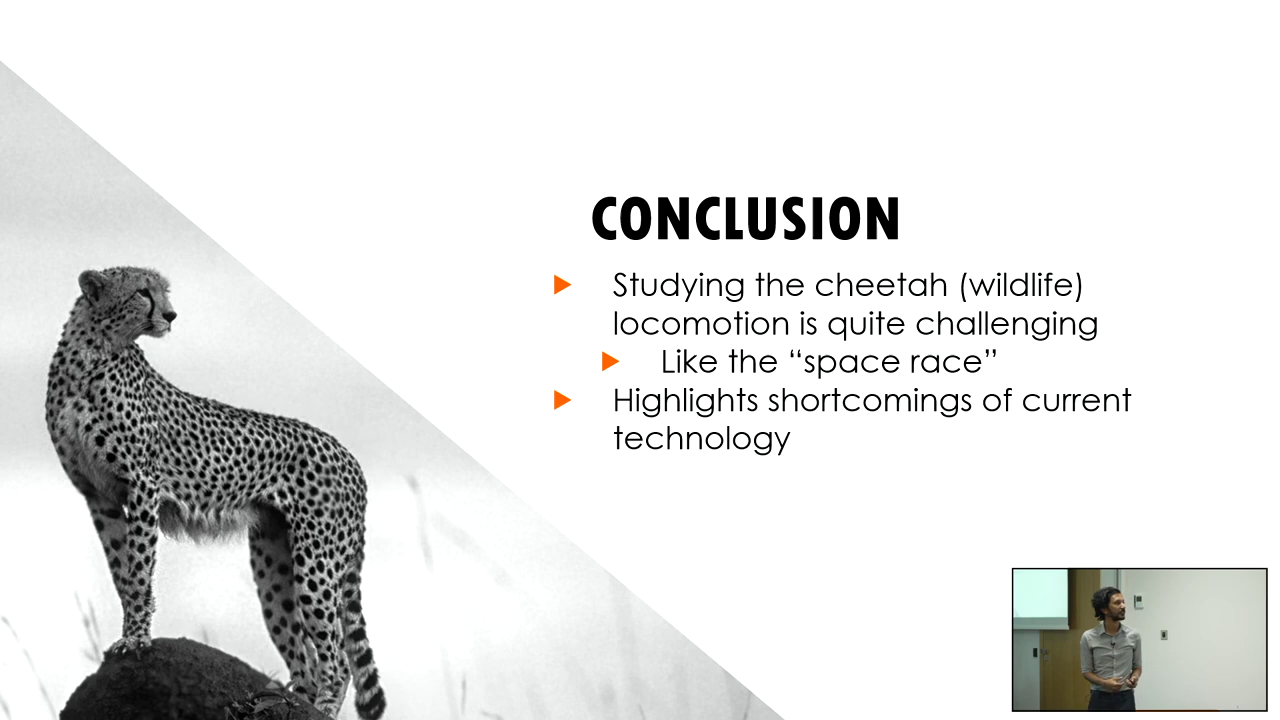 CONCLUSION
Studying the cheetah (wildlife)
locomotion is quite challenging
Like the “space race”
Highlights shortcomings of current
technology